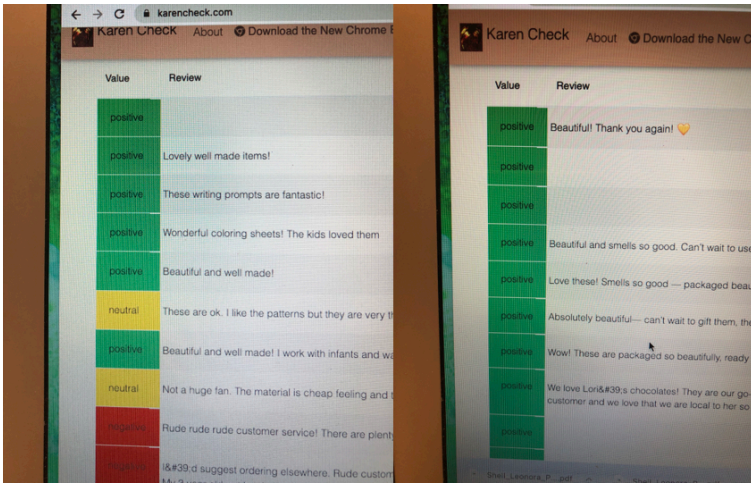 karencheck.com
Karen Check About Download the New Chrome E
Value Review
positive
positive Lovely well made items!
positive These writing prompts are fantastic!
positive Wonderful coloring sheets! The kids loved them
positive Beautiful and well made!
neutral These are ok. I like the patterns but they are very th
positive Beautiful and well made! I work with infants and wa
neutral Not a huge fan. The material is cheap feeling and t
negative Rude rude rude customer service! There are plenty
negative I&#39;d suggest ordering elsewhere. Rude custom
Karen Check About Download the New C
Value Review
positive Beautiful! Thank you again! 🧡
positive
positive
positive Beautiful and smells so good. Can't wait to use
positive Love these! Smells so good — packaged beau
positive Absolutely beautiful— can't wait to gift them, the
positive Wow! These are packaged so beautifully, ready
positive We love Lori&#39;s chocolates! They are our go-
customer and we love that we are local to her so
positive